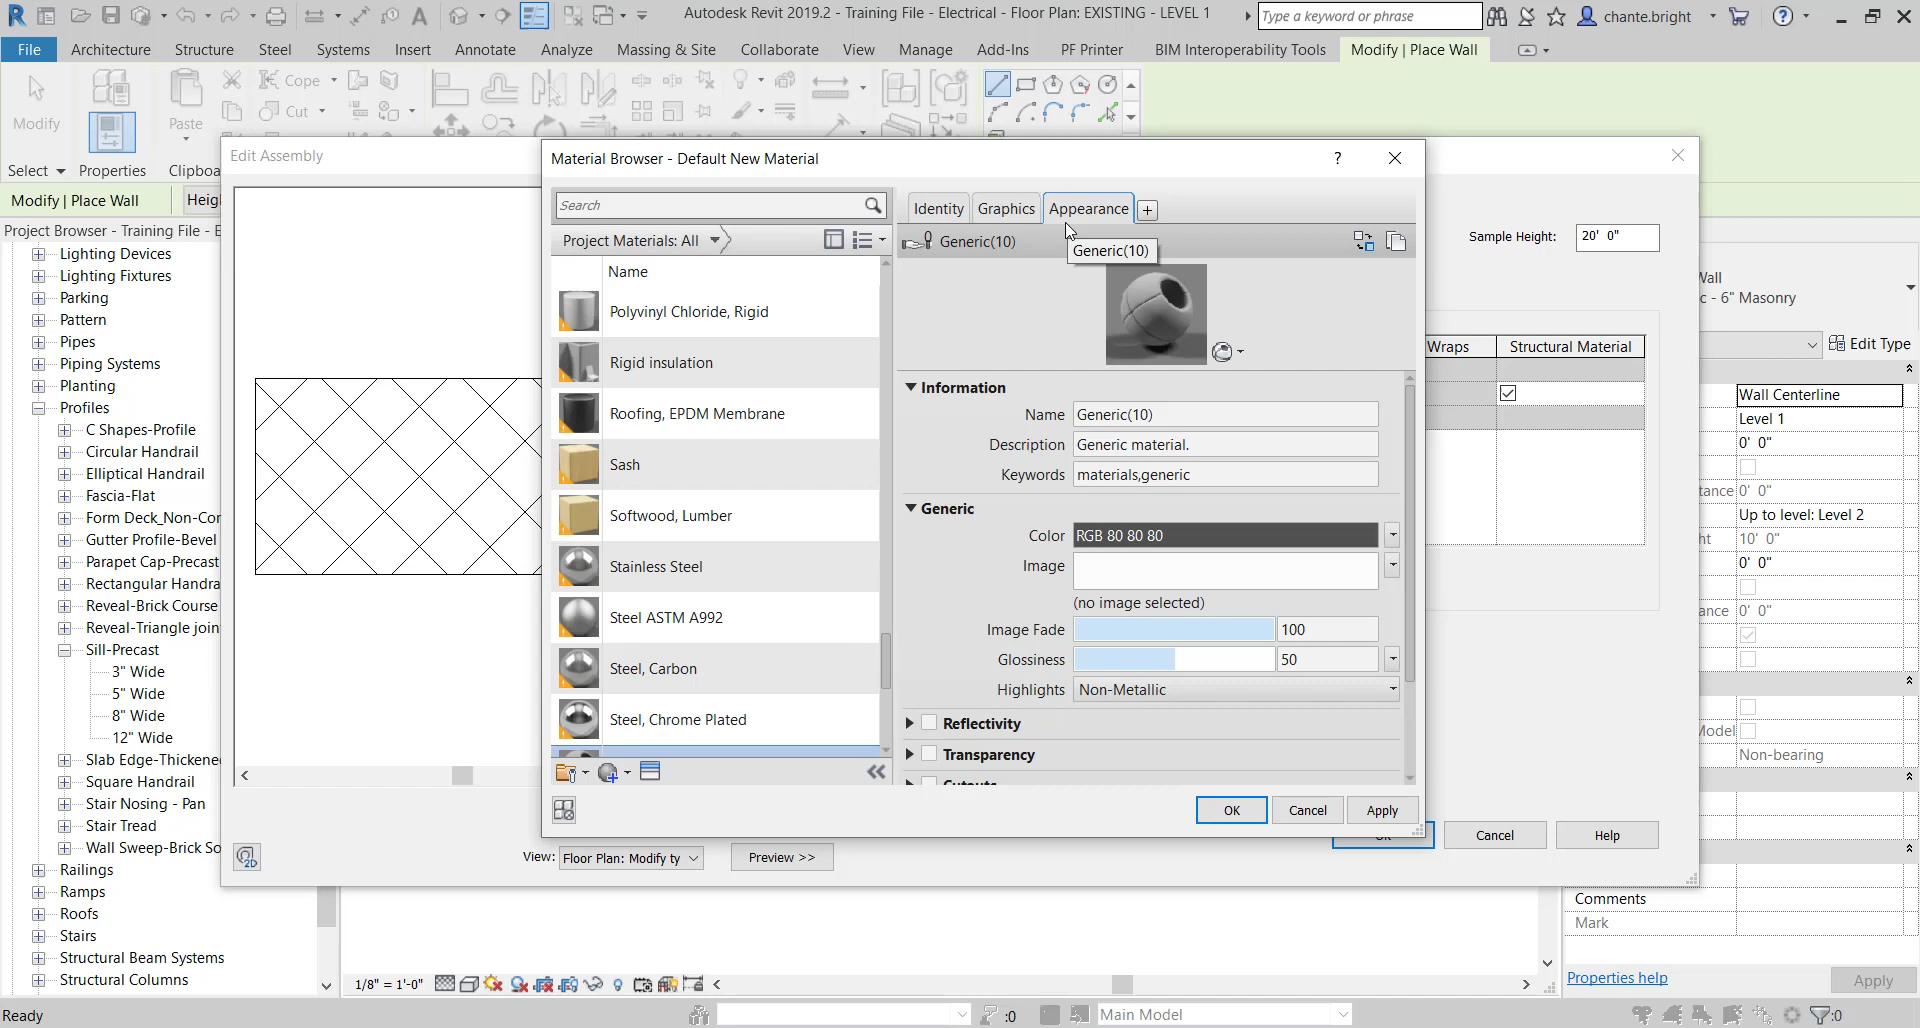 Autodesk Revit 2019.2 - Training File - Electrical - Floor Plan: EXISTING - LEVEL 1
Type a keyword or phrase
chante.bright
File
Architecture
Structure
Steel
Systems
Insert
Annotate
Analyze
Massing & Site
Collaborate
View
Manage
Add-Ins
PF Printer
BIM Interoperability Tools
Modify | Place Wall
Modify
Paste
Cope
Cut
Select
Properties
Modify | Place Wall
Project Browser - Training File - E
Lighting Devices
Lighting Fixtures
Parking
Pattern
Pipes
Piping Systems
Planting
Profiles
C Shapes-Profile
Circular Handrail
Elliptical Handrail
Fascia-Flat
Form Deck_Non-Cor
Gutter Profile-Bevel
Parapet Cap-Precast
Rectangular Handra
Reveal-Brick Course
Reveal-Triangle join
Sill-Precast
3" Wide
5" Wide
8" Wide
12" Wide
Slab Edge-Thickene
Square Handrail
Stair Nosing - Pan
Stair Tread
Wall Sweep-Brick So
Railings
Ramps
Roofs
Stairs
Structural Beam Systems
Structural Columns
Edit Assembly
Sample Height:
20' 0"
Wraps
Structural Material
View:
Floor Plan: Modify ty
Preview >>
Cancel
Help
Material Browser - Default New Material
?
Search
Project Materials: All
Name
Polyvinyl Chloride, Rigid
Rigid insulation
Roofing, EPDM Membrane
Sash
Softwood, Lumber
Stainless Steel
Steel ASTM A992
Steel, Carbon
Steel, Chrome Plated
Identity
Graphics
Appearance
Generic(10)
Generic(10)
Information
Name
Generic(10)
Description
Generic material.
Keywords
materials,generic
Generic
Color
RGB 80 80 80
Image
(no image selected)
Image Fade
100
Glossiness
50
Highlights
Non-Metallic
Reflectivity
Transparency
OK
Cancel
Apply
c - 6" Masonry
Edit Type
Wall Centerline
Level 1
0' 0"
tance
0' 0"
Up to level: Level 2
ht
10' 0"
0' 0"
ance
0' 0"
Non-bearing
Comments
Mark
Properties help
Apply
1/8" = 1'-0"
Ready
:0
Main Model
:0